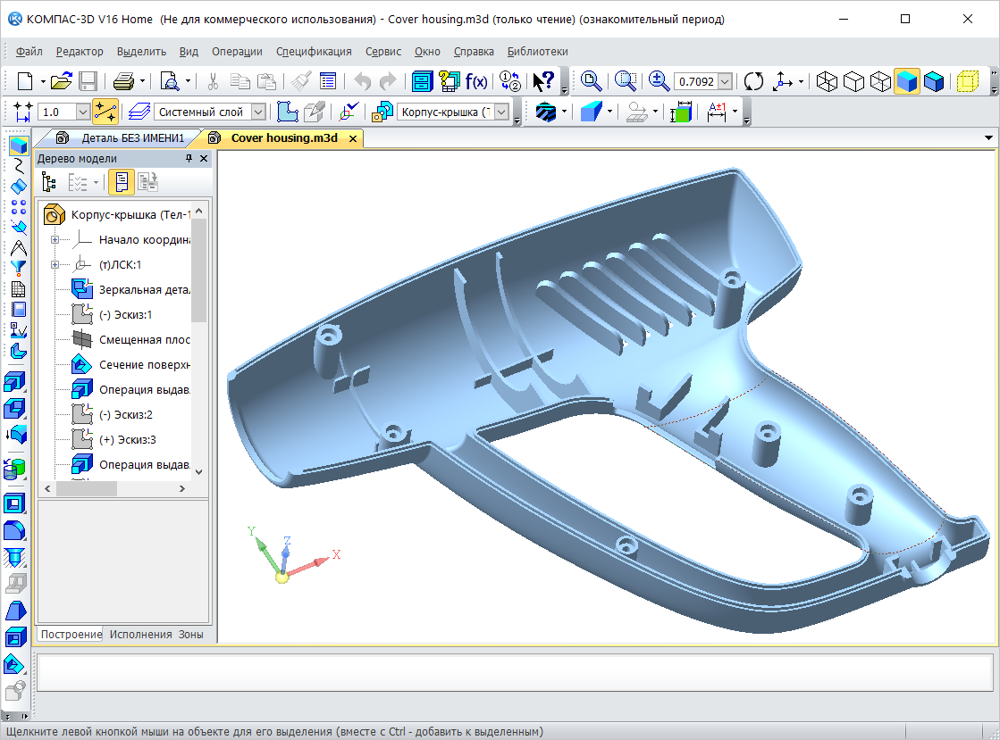 КОМПАС-3D V16 Home (Не для коммерческого использования) - Cover housing.m3d (только чтение) (ознакомительный период)
Файл Редактор Выделить Вид Операции Спецификация Сервис Окно Справка Библиотеки
f(x) 0.7092
1.0 Системный слой Корпус-крышка (Т
Деталь БЕЗ ИМЕНИ1 Cover housing.m3d
Дерево модели
Корпус-крышка (Тел-1
Начало координа
(т)ЛСК:1
Зеркальная дета
(-) Эскиз:1
Смещенная плос
Сечение поверхн
Операция выдав
(-) Эскиз:2
(+) Эскиз:3
Операция выдав
Y
Z
X
Построение Исполнения Зоны
Щелкните левой кнопкой мыши на объекте для его выделения (вместе с Ctrl - добавить к выделенным)